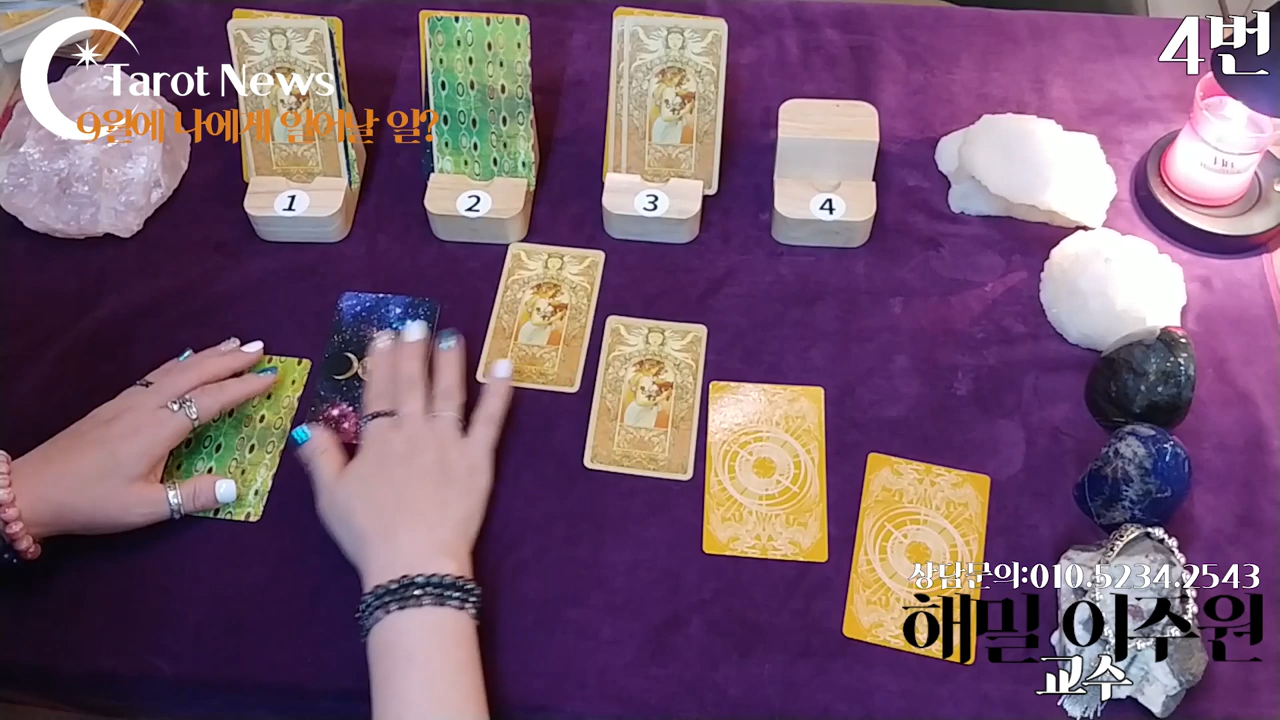 Tarot News
9월에 나에게 일어날 일?
4번
1
2
3
4
상담문의:010.5234.2543
해밀 이주원
교수